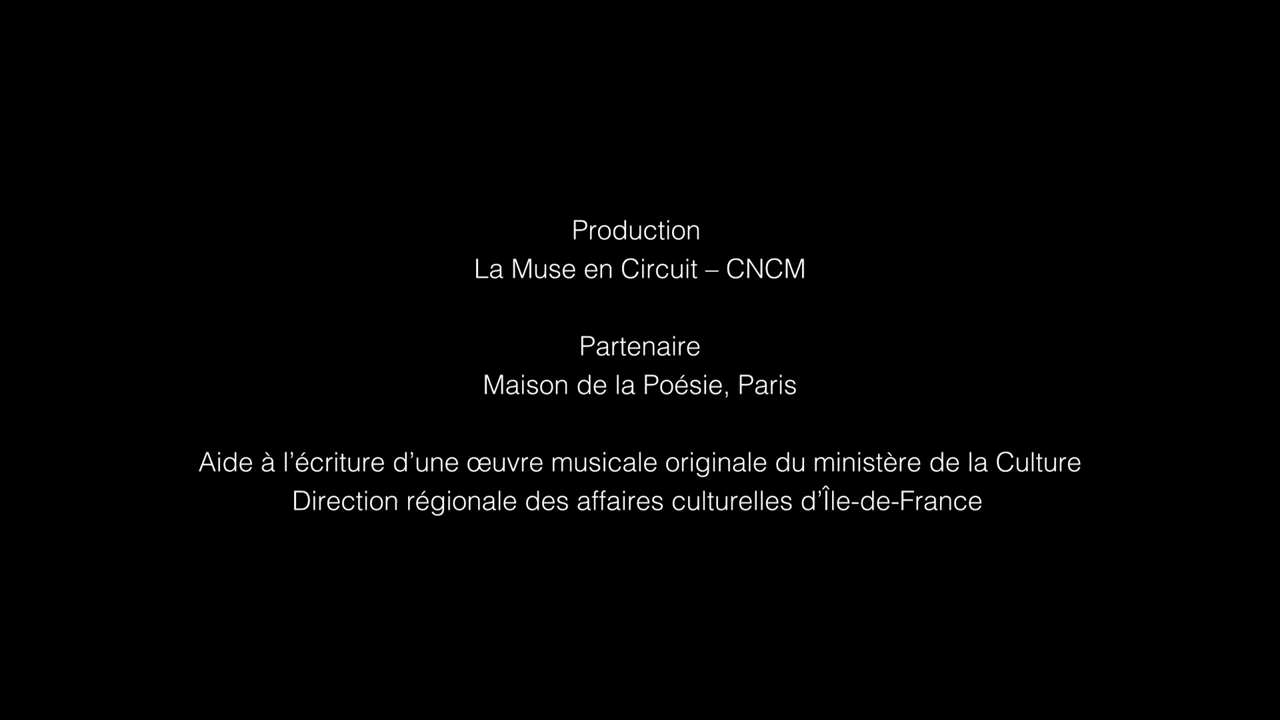 Production
La Muse en Circuit – CNCM
Partenaire
Maison de la Poésie, Paris
Aide à l’écriture d’une œuvre musicale originale du ministère de la Culture
Direction régionale des affaires culturelles d’Île-de-France